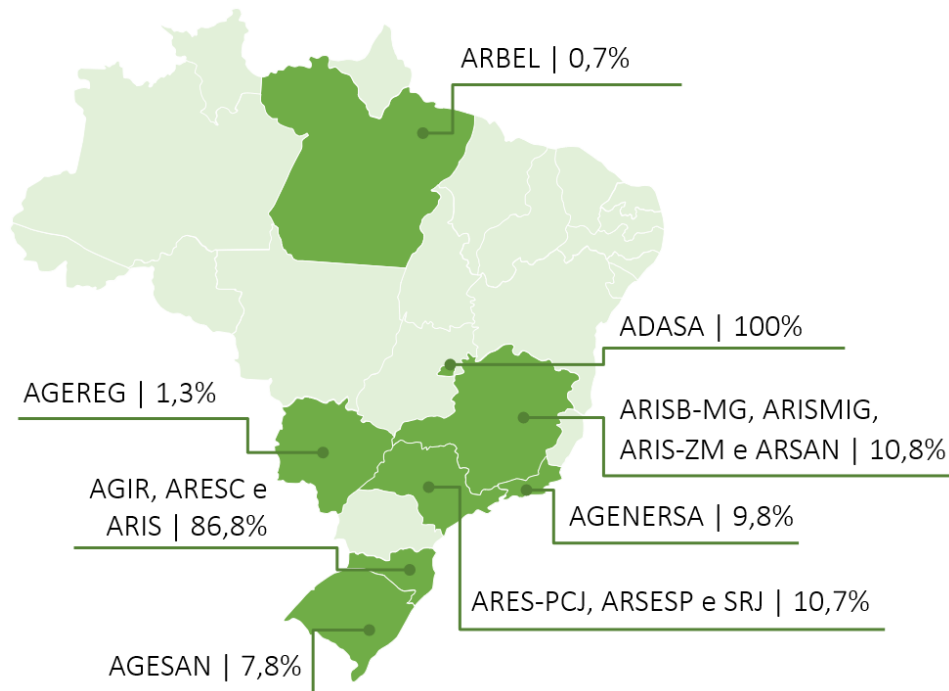 ARBEL | 0,7%
ADASA | 100%
AGEREG | 1,3%
ARISB-MG, ARISMIG,
ARIS-ZM e ARSAN | 10,8%
AGIR, ARESC e
ARIS | 86,8%
AGENERSA | 9,8%
ARES-PCJ, ARSESP e SRJ | 10,7%
AGESAN | 7,8%